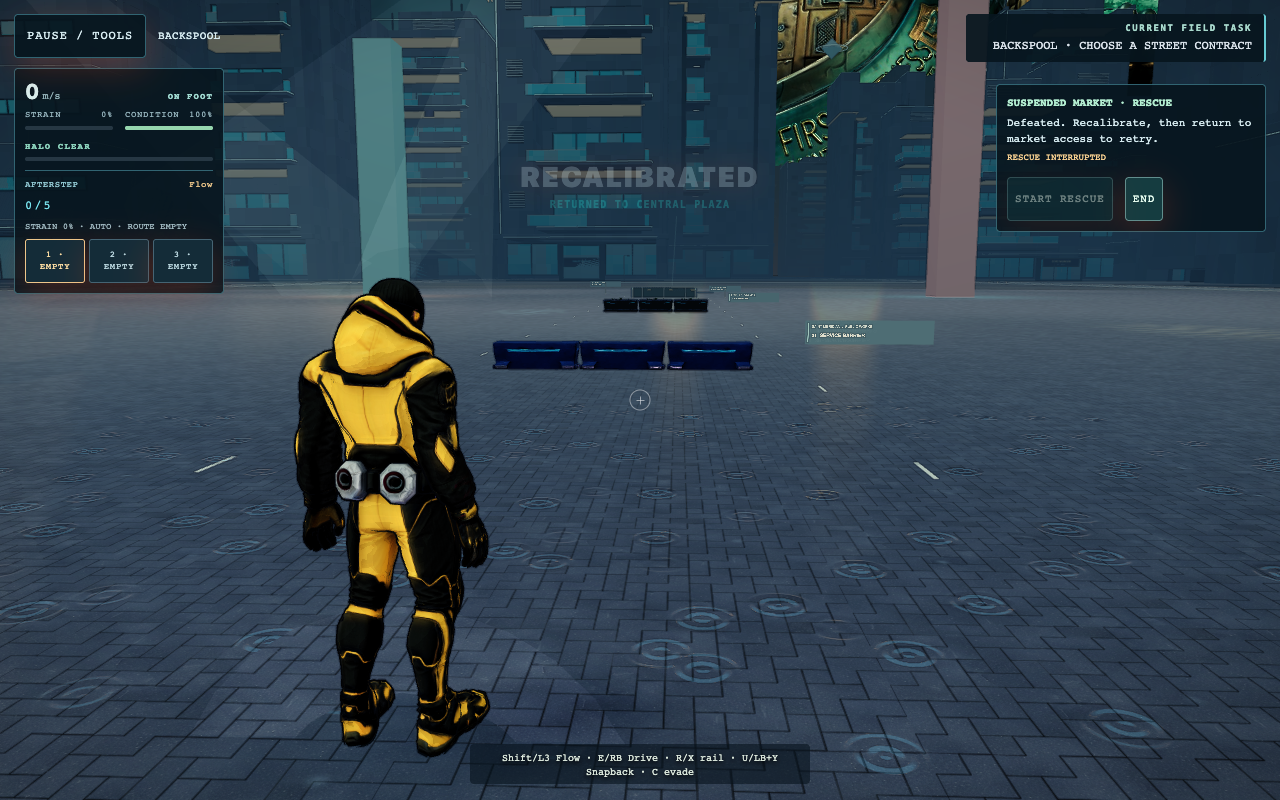 PAUSE / TOOLS
BACKSPOOL
0 m/s
ON FOOT
STRAIN 0%
CONDITION 100%
HALO CLEAR
AFTERSTEP
Flow
0/5
STRAIN 0% · AUTO · ROUTE EMPTY
1 ·
EMPTY
2 ·
EMPTY
3 ·
EMPTY
RECALIBRATED
RETURNED TO CENTRAL PLAZA
FIRS
CURRENT FIELD TASK
BACKSPOOL · CHOOSE A STREET CONTRACT
SUSPENDED MARKET · RESCUE
Defeated. Recalibrate, then return to
market access to retry.
RESCUE INTERRUPTED
START RESCUE
END
Shift/L3 Flow · E/RB Drive · R/X rail · U/LB+Y
Snapback · C evade